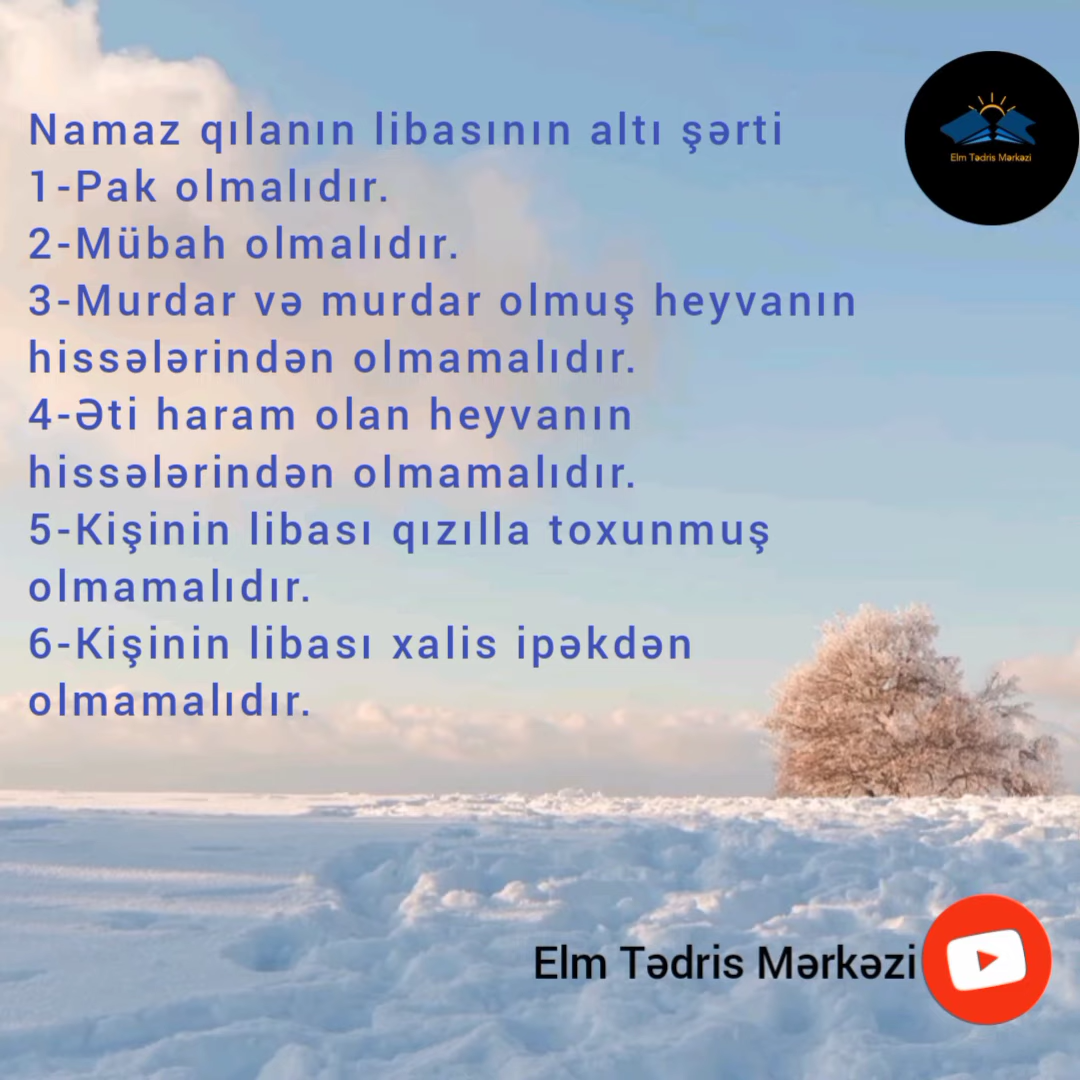 Namaz qılanın libasının altı şərti
1-Pak olmalıdır.
2-Mübah olmalıdır.
3-Murdar və murdar olmuş heyvanın
hissələrindən olmamalıdır.
4-Əti haram olan heyvanın
hissələrindən olmamalıdır.
5-Kişinin libası qızılla toxunmuş
olmamalıdır.
6-Kişinin libası xalis ipəkdən
olmamalıdır.
Elm Tədris Mərkəzi
Elm Tədris Mərkəzi